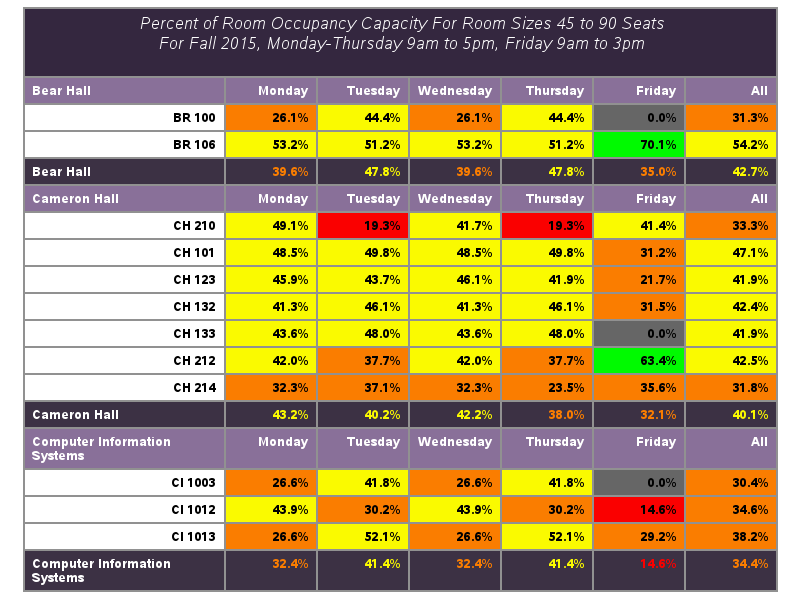 Percent of Room Occupancy Capacity For Room Sizes 45 to 90 Seats
For Fall 2015, Monday-Thursday 9am to 5pm, Friday 9am to 3pm
Bear Hall Monday Tuesday Wednesday Thursday Friday All
BR 100 26.1% 44.4% 26.1% 44.4% 0.0% 31.3%
BR 106 53.2% 51.2% 53.2% 51.2% 70.1% 54.2%
Bear Hall 39.6% 47.8% 39.6% 47.8% 35.0% 42.7%
Cameron Hall Monday Tuesday Wednesday Thursday Friday All
CH 210 49.1% 19.3% 41.7% 19.3% 41.4% 33.3%
CH 101 48.5% 49.8% 48.5% 49.8% 31.2% 47.1%
CH 123 45.9% 43.7% 46.1% 41.9% 21.7% 41.9%
CH 132 41.3% 46.1% 41.3% 46.1% 31.5% 42.4%
CH 133 43.6% 48.0% 43.6% 48.0% 0.0% 41.9%
CH 212 42.0% 37.7% 42.0% 37.7% 63.4% 42.5%
CH 214 32.3% 37.1% 32.3% 23.5% 35.6% 31.8%
Cameron Hall 43.2% 40.2% 42.2% 38.0% 32.1% 40.1%
Computer Information Monday Tuesday Wednesday Thursday Friday All
Systems
CI 1003 26.6% 41.8% 26.6% 41.8% 0.0% 30.4%
CI 1012 43.9% 30.2% 43.9% 30.2% 14.6% 34.6%
CI 1013 26.6% 52.1% 26.6% 52.1% 29.2% 38.2%
Computer Information 32.4% 41.4% 32.4% 41.4% 14.6% 34.4%
Systems